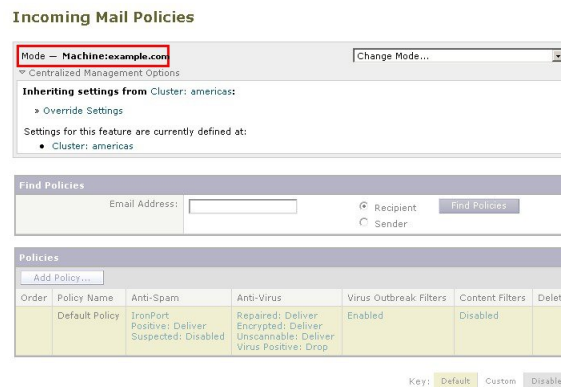 Incoming Mail Policies
Mode — Machine:example.com
Change Mode...
Centralized Management Options
Inheriting settings from Cluster: americas:
» Override Settings
Settings for this feature are currently defined at:
• Cluster: americas
Find Policies
Email Address:
Recipient
Find Policies
Sender
Policies
Add Policy...
Order Policy Name Anti-Spam Anti-Virus Virus Outbreak Filters Content Filters
Default Policy IronPort Repaired: Deliver Enabled Disabled
Positive: Deliver Encrypted: Deliver
Suspected: Disabled Unscannable: Deliver
Virus Positive: Drop
Key: Default Custom